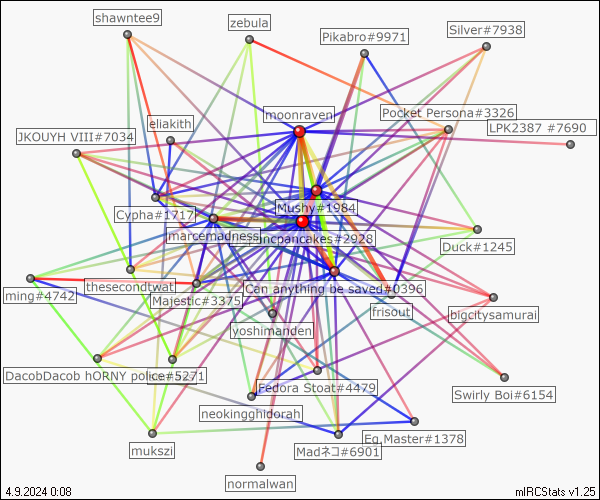 shawntee9
zebula
Pikabro#9971
Silver#7938
moonraven
Pocket Persona#3326
eliakith
LPK2387 #7690
JKOUYH VIII#7034
Mushy#1984
Cypha#1717
marcemadness
ncpancakes#2928
Duck#1245
thesecondtwat
Can anything be saved#0396
ming#4742
Majestic#3375
frisout
bigcitysamurai
yoshimanden
DacobDacob hORNY police#5271
Fedora Stoat#4479
Swirly Boi#6154
neokingghidorah
Eg.Master#1378
mukszi
Madネコ#6901
normalwan
4.9.2024 0:08
mIRCStats v1.25